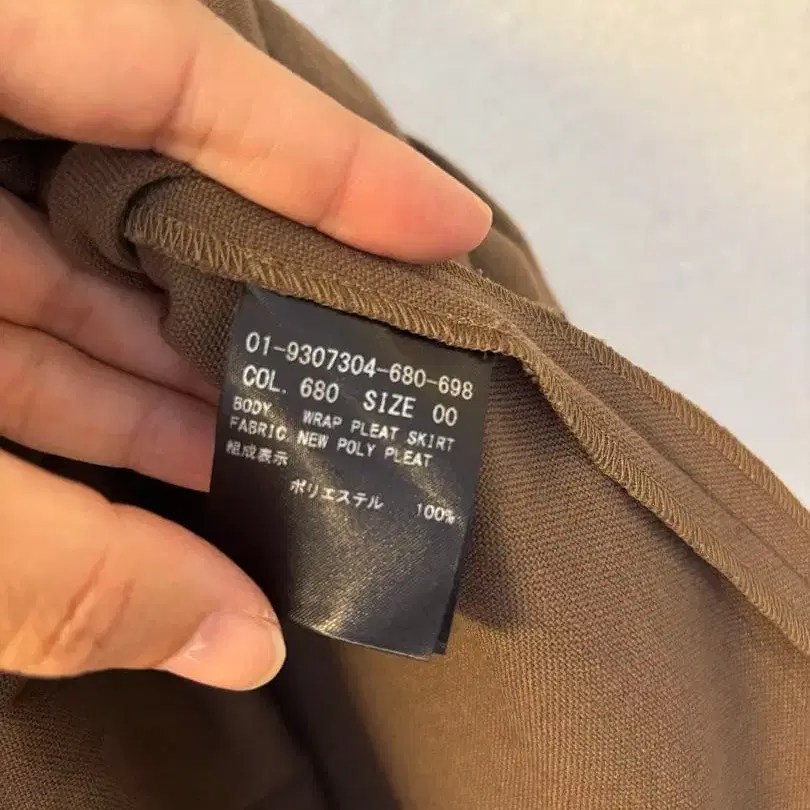 01-9307304-680-698
COL. 680 SIZE 00
BODY WRAP PLEAT SKIRT
FABRIC NEW POLY PLEAT
組成表示
ポリエステル 100%